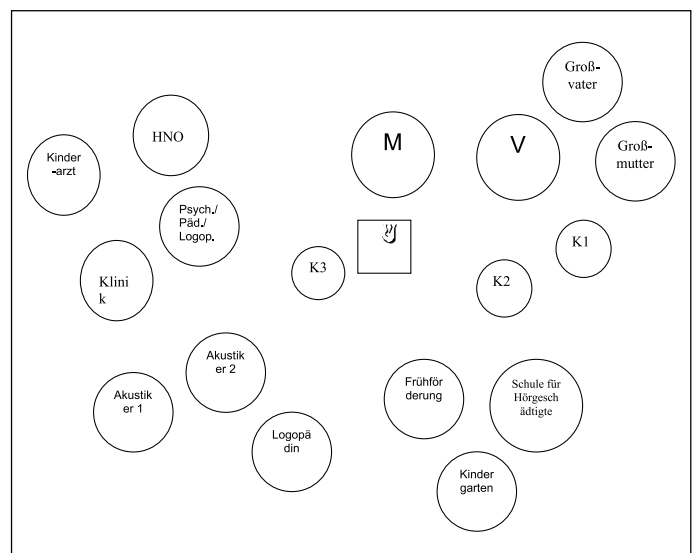 Groß-
vater
HNO
M
V
Groß-
mutter
Kinder
-arzt
Psych./
Päd./
Logop.
K1
K3
K2
Klini
k
Akustik
er 2
Akustik
er 1
Frühför
derung
Schule für
Hörgesch
ädigte
Logopä
din
Kinder
garten